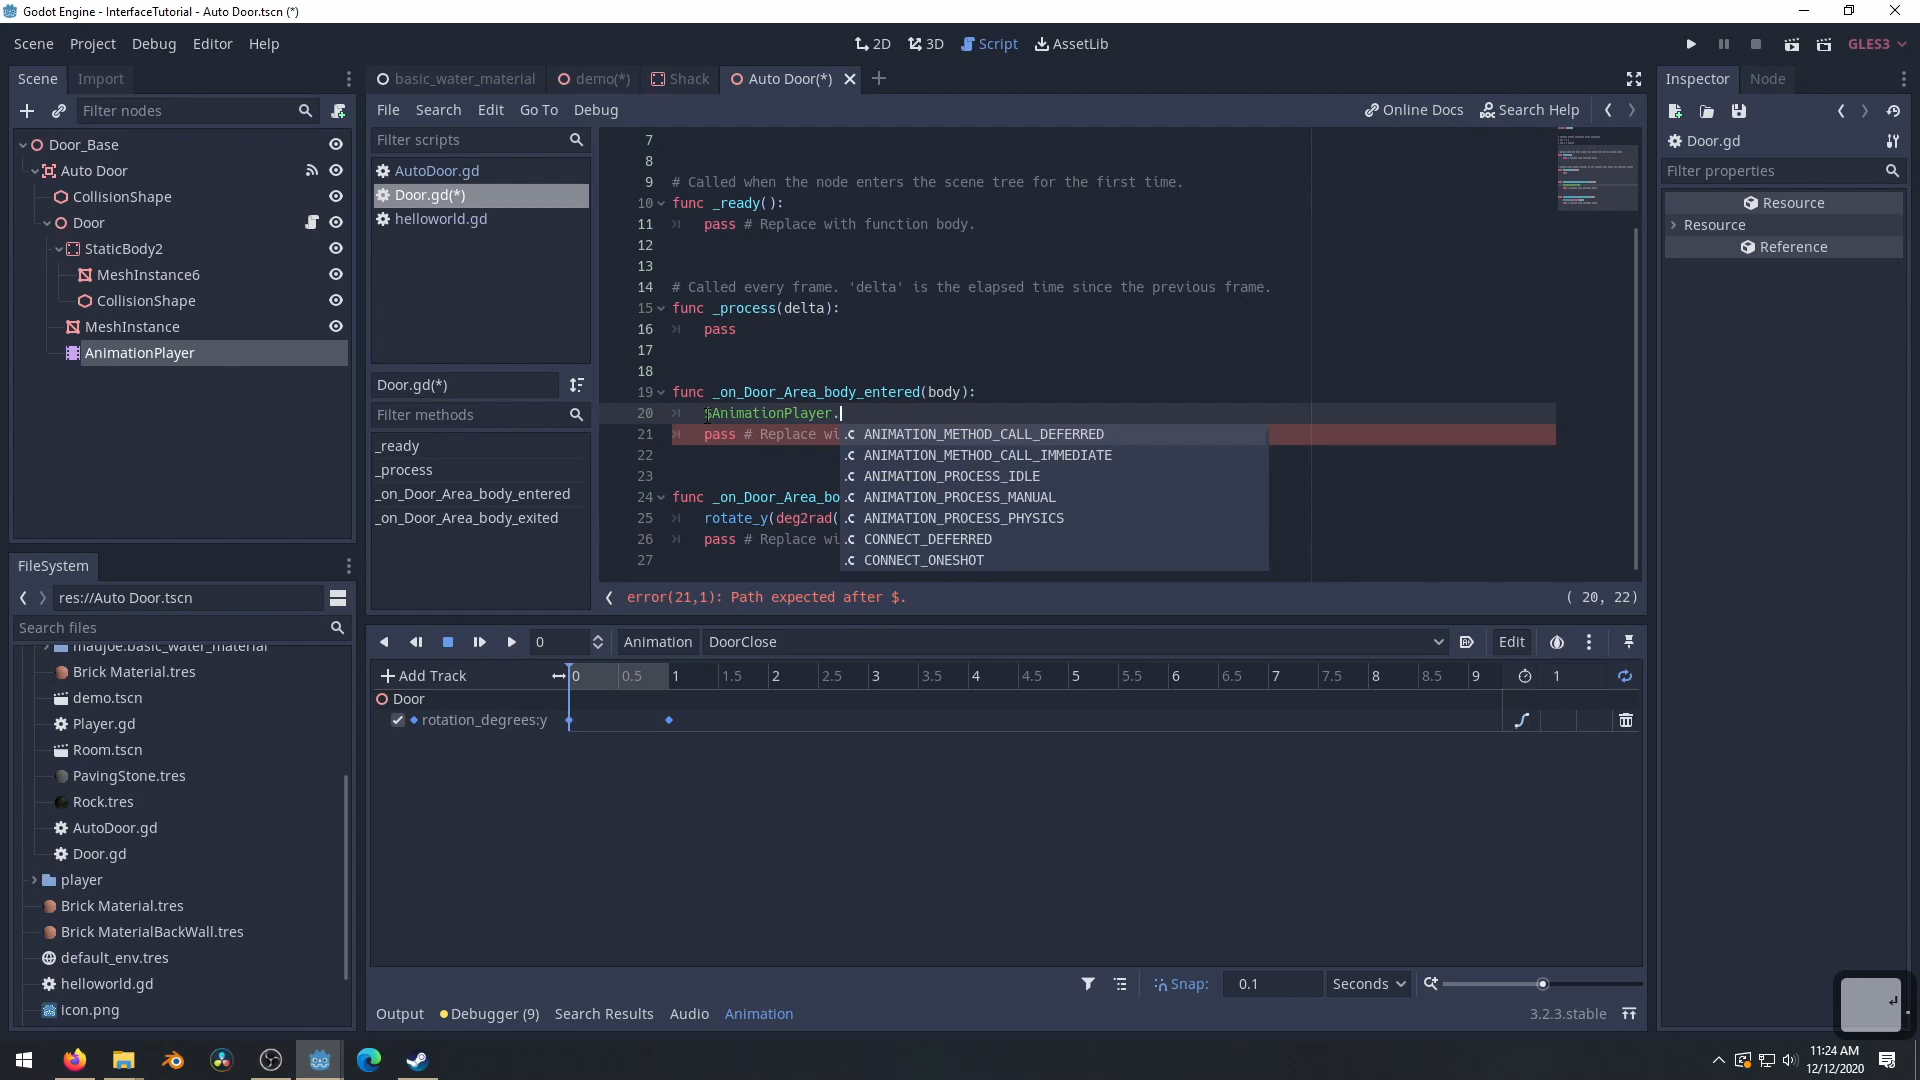 Godot Engine - InterfaceTutorial - Auto Door.tscn (*)
Scene Project Debug Editor Help
2D 3D Script AssetLib
GLES3
Scene Import
basic_water_material demo(*) Shack Auto Door(*)
Inspector Node
Filter nodes
File Search Edit Go To Debug
Online Docs Search Help
Filter scripts
Door.gd
Filter properties
Resource
Resource
Reference
Door_Base
Auto Door
CollisionShape
Door
StaticBody2
MeshInstance6
CollisionShape
MeshInstance
AnimationPlayer
AutoDoor.gd
Door.gd(*)
helloworld.gd
Door.gd(*)
Filter methods
_ready
_process
_on_Door_Area_body_entered
_on_Door_Area_body_exited
7
8
9 # Called when the node enters the scene tree for the first time.
10 func _ready():
11 pass # Replace with function body.
12
13
14 # Called every frame. 'delta' is the elapsed time since the previous frame.
15 func _process(delta):
16 pass
17
18
19 func _on_Door_Area_body_entered(body):
20 $AnimationPlayer.
21 pass # Replace wi
22
23
24 func _on_Door_Area_bo
25 rotate_y(deg2rad(
26 pass # Replace wi
27
.c ANIMATION_METHOD_CALL_DEFERRED
.c ANIMATION_METHOD_CALL_IMMEDIATE
.c ANIMATION_PROCESS_IDLE
.c ANIMATION_PROCESS_MANUAL
.c ANIMATION_PROCESS_PHYSICS
.c CONNECT_DEFERRED
.c CONNECT_ONESHOT
error(21,1): Path expected after $.
( 20, 22)
FileSystem
res://Auto Door.tscn
Search files
maujoe.basic_water_material
Brick Material.tres
demo.tscn
Player.gd
Room.tscn
PavingStone.tres
Rock.tres
AutoDoor.gd
Door.gd
player
Brick Material.tres
Brick MaterialBackWall.tres
default_env.tres
helloworld.gd
icon.png
0 Animation DoorClose Edit
Add Track 0 0.5 1 1.5 2 2.5 3 3.5 4 4.5 5 5.5 6 6.5 7 7.5 8 8.5 9 1
Door
rotation_degrees:y
Snap: 0.1 Seconds
Output Debugger (9) Search Results Audio Animation
3.2.3.stable
11:24 AM
12/12/2020